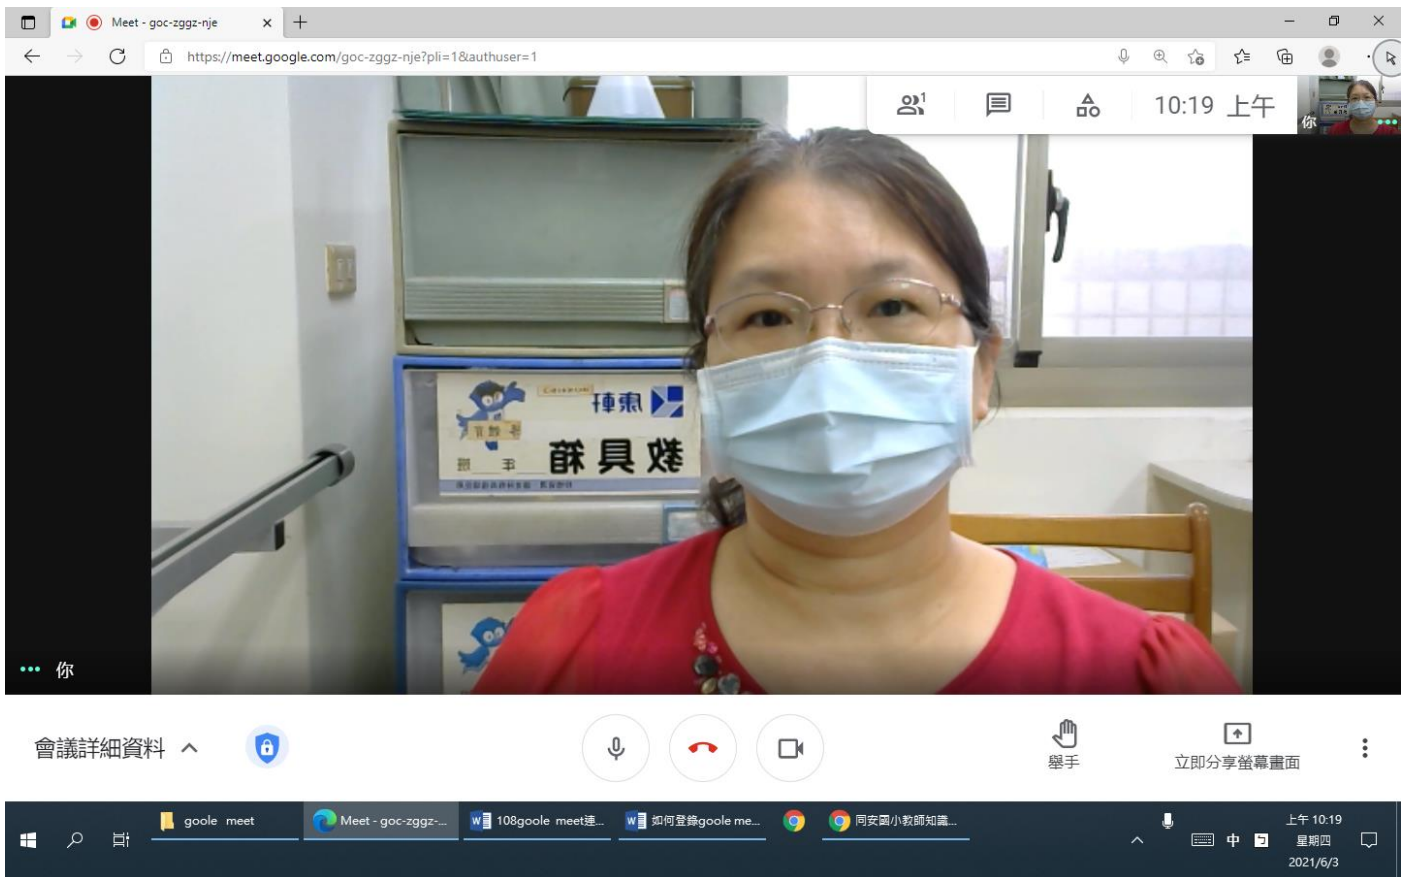 Meet - goc-zggz-nje
https://meet.google.com/goc-zggz-nje?pli=1&authuser=1
1
10:19 上午
你
康軒
教具箱
年 班
你
會議詳細資料
舉手
立即分享螢幕畫面
goole meet
Meet - goc-zggz-...
108goole meet連...
如何登錄goole me...
同安國小教師知識...
中
上午 10:19
星期四
2021/6/3